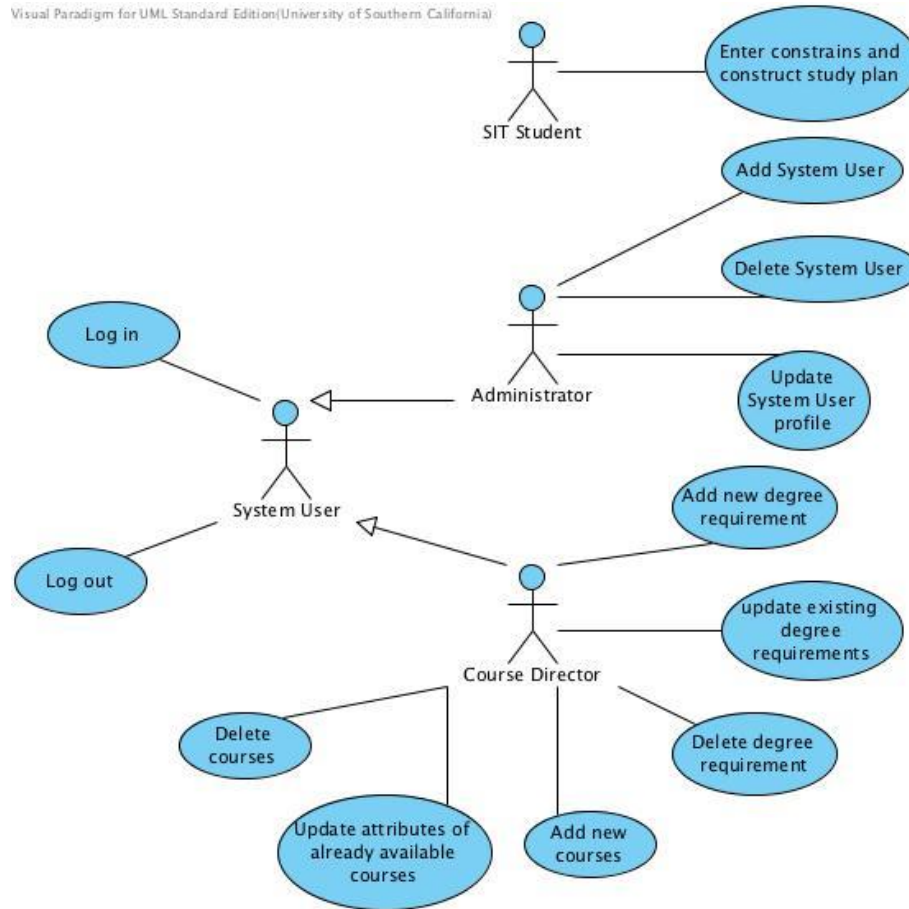 Visual Paradigm for UML Standard Edition(University of Southern California)
Enter constrains and
construct study plan
SIT Student
Add System User
Delete System User
Log in
Administrator
Update
System User
profile
System User
Add new degree
requirement
Log out
update existing
degree
requirements
Course Director
Delete
courses
Delete degree
requirement
Update attributes of
already available
courses
Add new
courses